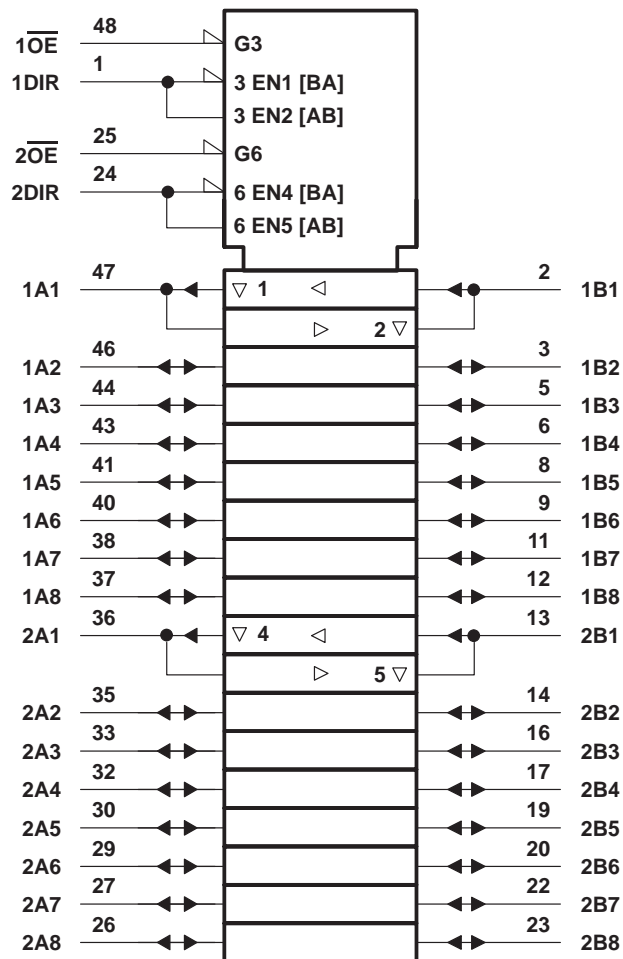 1O̅E̅ 48 G3
1DIR 1 3 EN1 [BA]
3 EN2 [AB]
2O̅E̅ 25 G6
2DIR 24 6 EN4 [BA]
6 EN5 [AB]
1A1 47 ▽ 1 ◁ 2 1B1
▷ 2 ▽
1A2 46 3 1B2
1A3 44 5 1B3
1A4 43 6 1B4
1A5 41 8 1B5
1A6 40 9 1B6
1A7 38 11 1B7
1A8 37 12 1B8
2A1 36 ▽ 4 ◁ 13 2B1
▷ 5 ▽
2A2 35 14 2B2
2A3 33 16 2B3
2A4 32 17 2B4
2A5 30 19 2B5
2A6 29 20 2B6
2A7 27 22 2B7
2A8 26 23 2B8